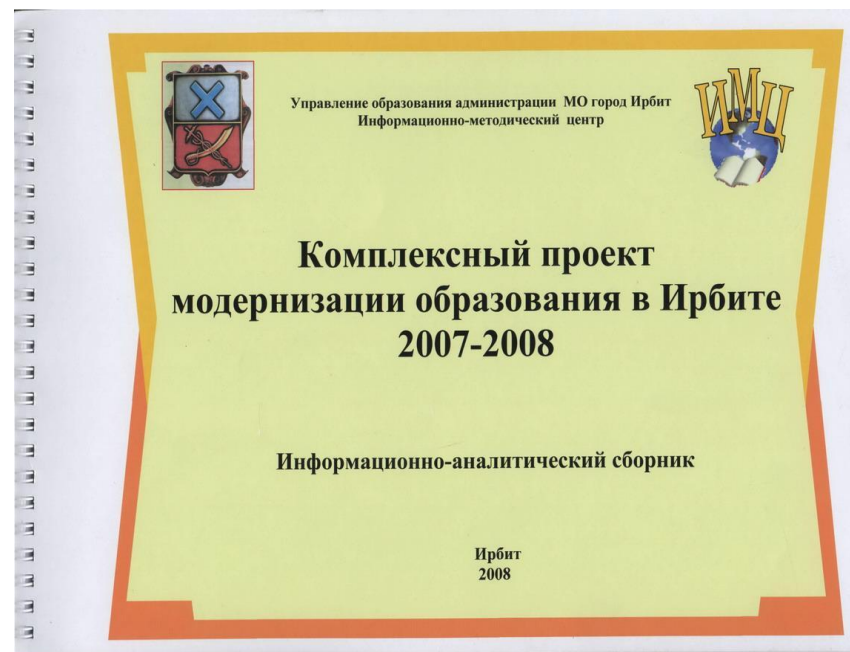 Управление образования администрации МО город Ирбит
Информационно-методический центр
ИМЦ
Комплексный проект
модернизации образования в Ирбите
2007-2008
Информационно-аналитический сборник
Ирбит
2008